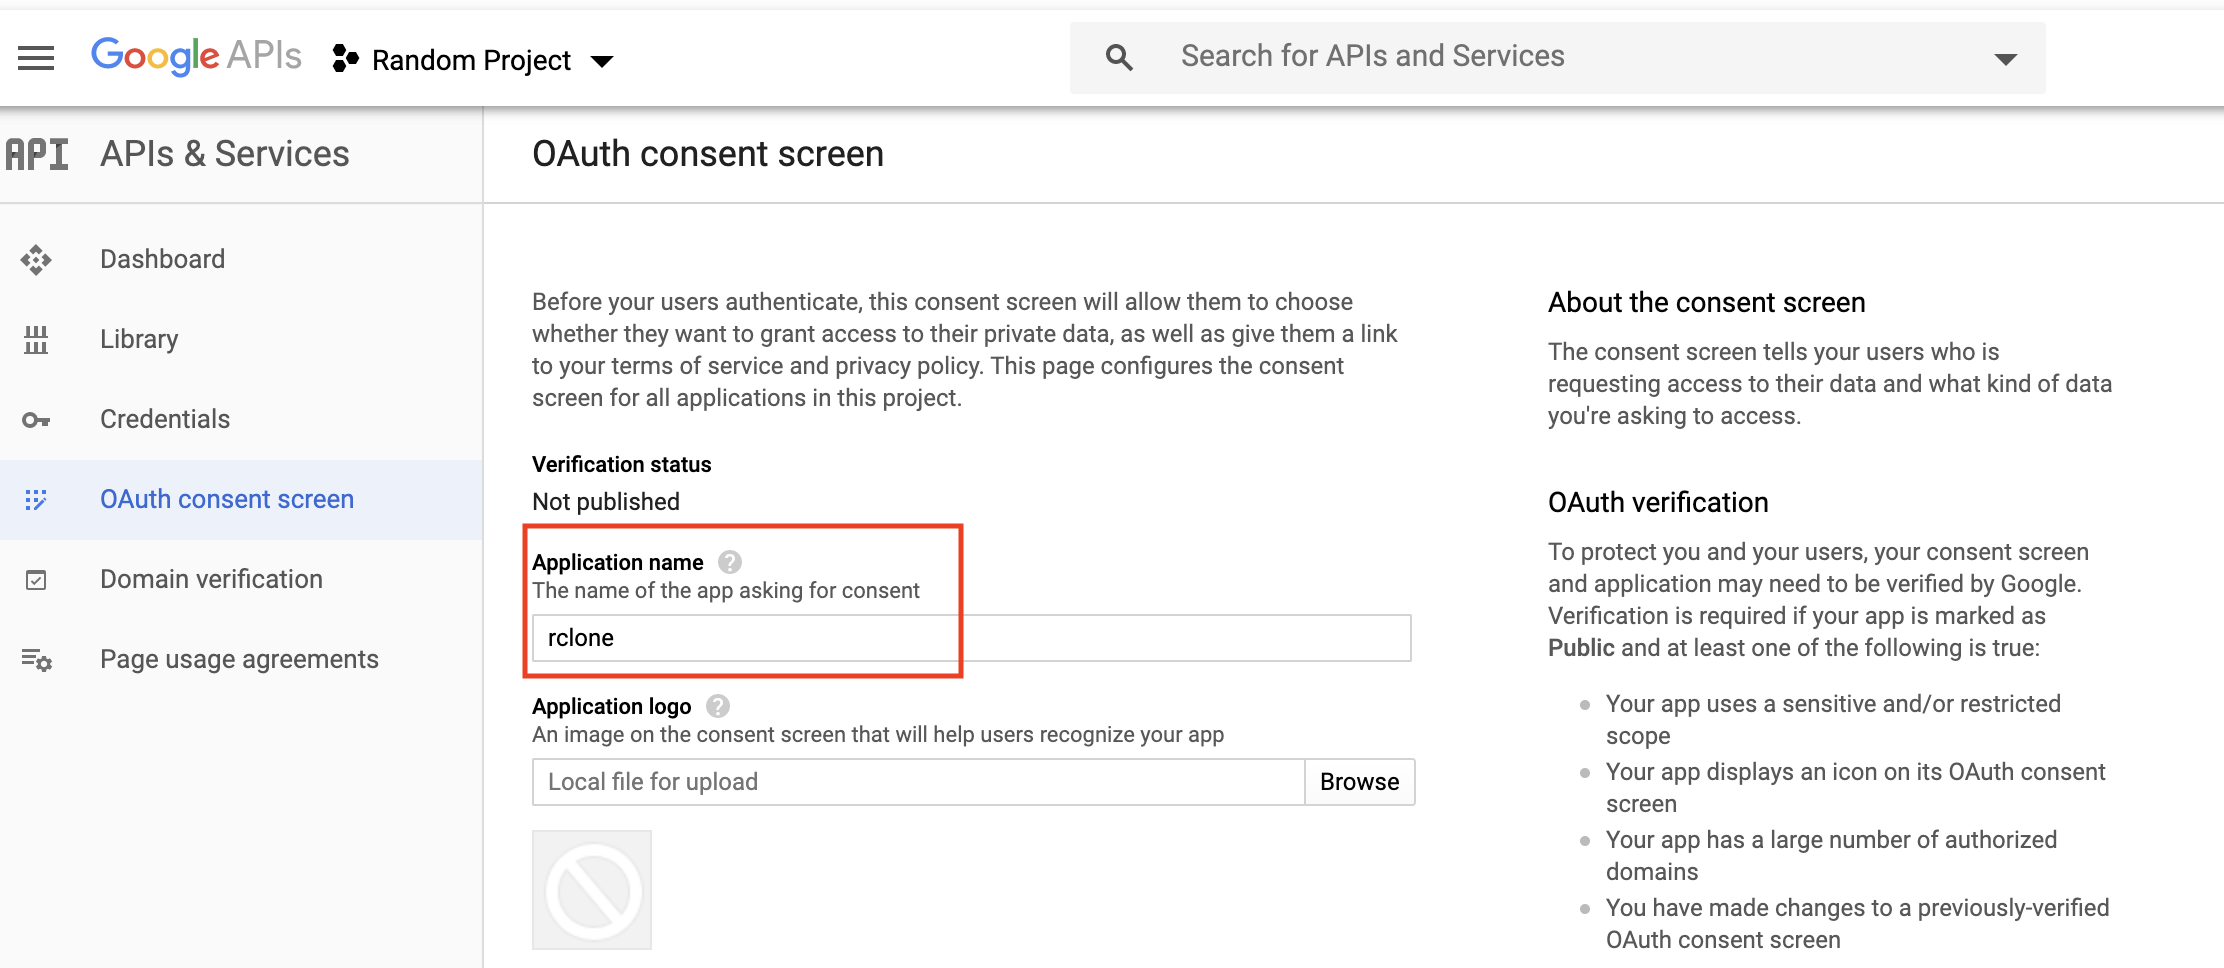 Google APIs
Random Project
Search for APIs and Services
API
APIs & Services
Dashboard
Library
Credentials
OAuth consent screen
Domain verification
Page usage agreements
OAuth consent screen
Before your users authenticate, this consent screen will allow them to choose
whether they want to grant access to their private data, as well as give them a link
to your terms of service and privacy policy. This page configures the consent
screen for all applications in this project.
Verification status
Not published
Application name ?
The name of the app asking for consent
rclone
Application logo ?
An image on the consent screen that will help users recognize your app
Local file for upload
Browse
About the consent screen
The consent screen tells your users who is
requesting access to their data and what kind of data
you're asking to access.
OAuth verification
To protect you and your users, your consent screen
and application may need to be verified by Google.
Verification is required if your app is marked as
Public and at least one of the following is true:
Your app uses a sensitive and/or restricted
scope
Your app displays an icon on its OAuth consent
screen
Your app has a large number of authorized
domains
You have made changes to a previously-verified
OAuth consent screen